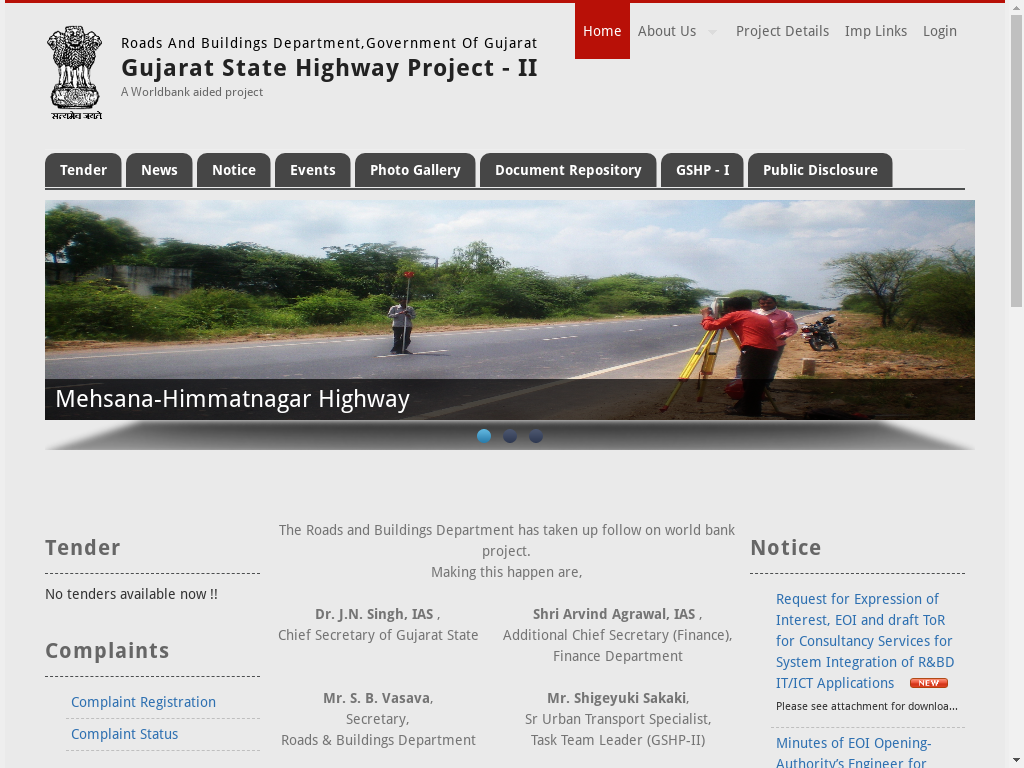 Home
About Us
Project Details
Imp Links
Login
Roads And Buildings Department,Government Of Gujarat
Gujarat State Highway Project - II
A Worldbank aided project
सत्यमेव जयते
Tender
News
Notice
Events
Photo Gallery
Document Repository
GSHP - I
Public Disclosure
Mehsana-Himmatnagar Highway
Tender
No tenders available now !!
Complaints
Complaint Registration
Complaint Status
The Roads and Buildings Department has taken up follow on world bank
project.
Making this happen are,
Dr. J.N. Singh, IAS ,
Chief Secretary of Gujarat State
Shri Arvind Agrawal, IAS ,
Additional Chief Secretary (Finance),
Finance Department
Mr. S. B. Vasava,
Secretary,
Roads & Buildings Department
Mr. Shigeyuki Sakaki,
Sr Urban Transport Specialist,
Task Team Leader (GSHP-II)
Notice
Request for Expression of
Interest, EOI and draft ToR
for Consultancy Services for
System Integration of R&BD
IT/ICT Applications NEW
Please see attachment for downloa...
Minutes of EOI Opening-
Authority’s Engineer for